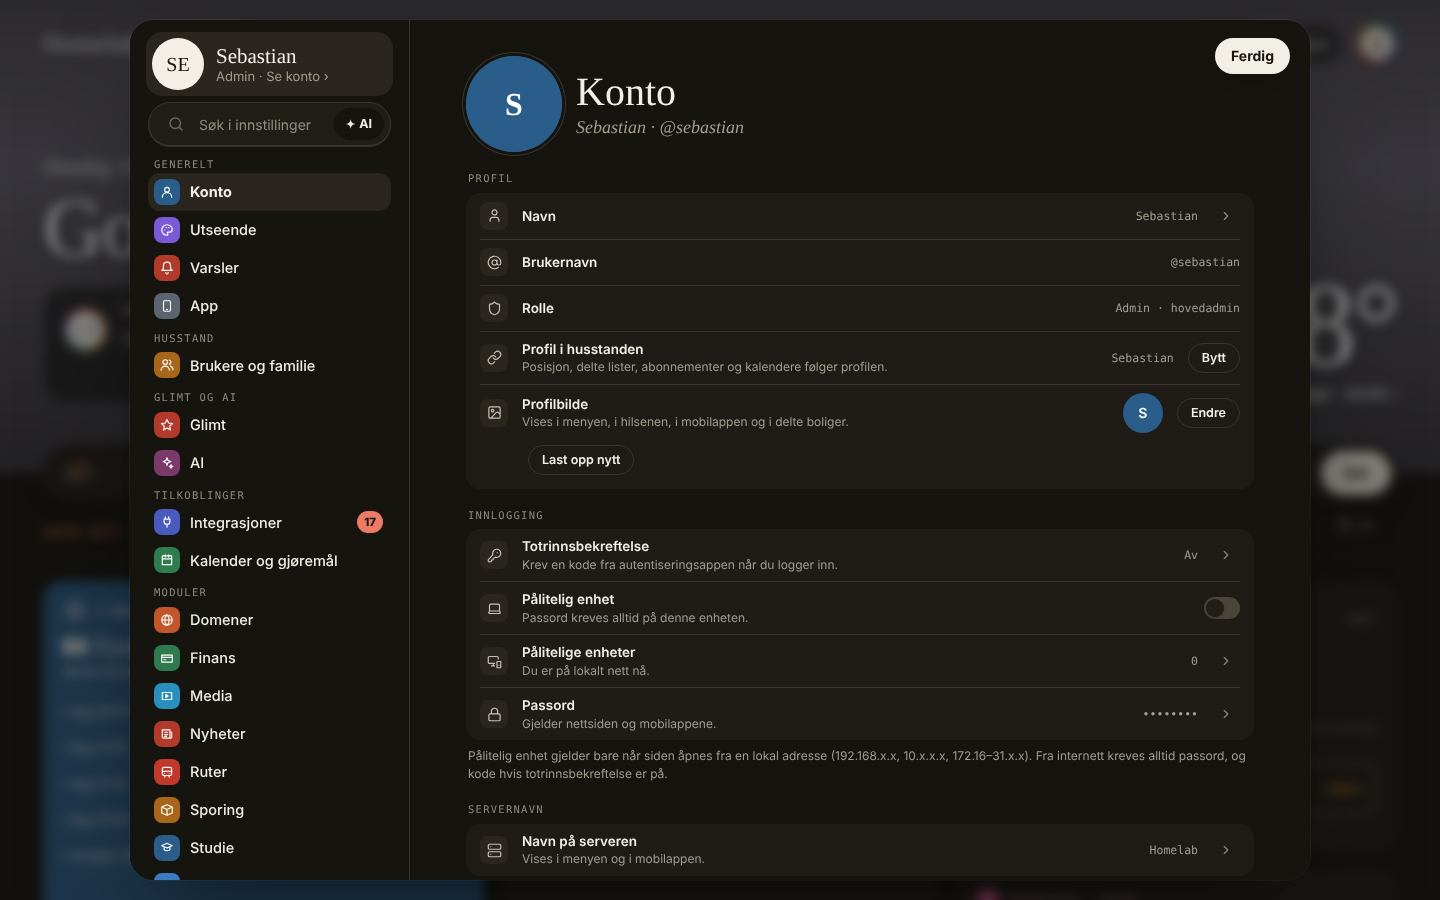 SE
Sebastian
Admin · Se konto ›
Søk i innstillinger
✦ AI
GENERELT
Konto
Utseende
Varsler
App
HUSSTAND
Brukere og familie
GLIMT OG AI
Glimt
AI
TILKOBLINGER
Integrasjoner
17
Kalender og gjøremål
MODULER
Domener
Finans
Media
Nyheter
Ruter
Sporing
Studie
Ferdig
S
Konto
Sebastian · @sebastian
PROFIL
Navn
Sebastian
Brukernavn
@sebastian
Rolle
Admin · hovedadmin
Profil i husstanden
Posisjon, delte lister, abonnementer og kalendere følger profilen.
Sebastian
Bytt
Profilbilde
Vises i menyen, i hilsenen, i mobilappen og i delte boliger.
S
Endre
Last opp nytt
INNLOGGING
Totrinnsbekreftelse
Krev en kode fra autentiseringsappen når du logger inn.
Av
Pålitelig enhet
Passord kreves alltid på denne enheten.
Pålitelige enheter
Du er på lokalt nett nå.
0
Passord
Gjelder nettsiden og mobilappene.
••••••••
Pålitelig enhet gjelder bare når siden åpnes fra en lokal adresse (192.168.x.x, 10.x.x.x, 172.16–31.x.x). Fra internett kreves alltid passord, og
kode hvis totrinnsbekreftelse er på.
SERVERNAVN
Navn på serveren
Vises i menyen og i mobilappen.
Homelab
Go
8°